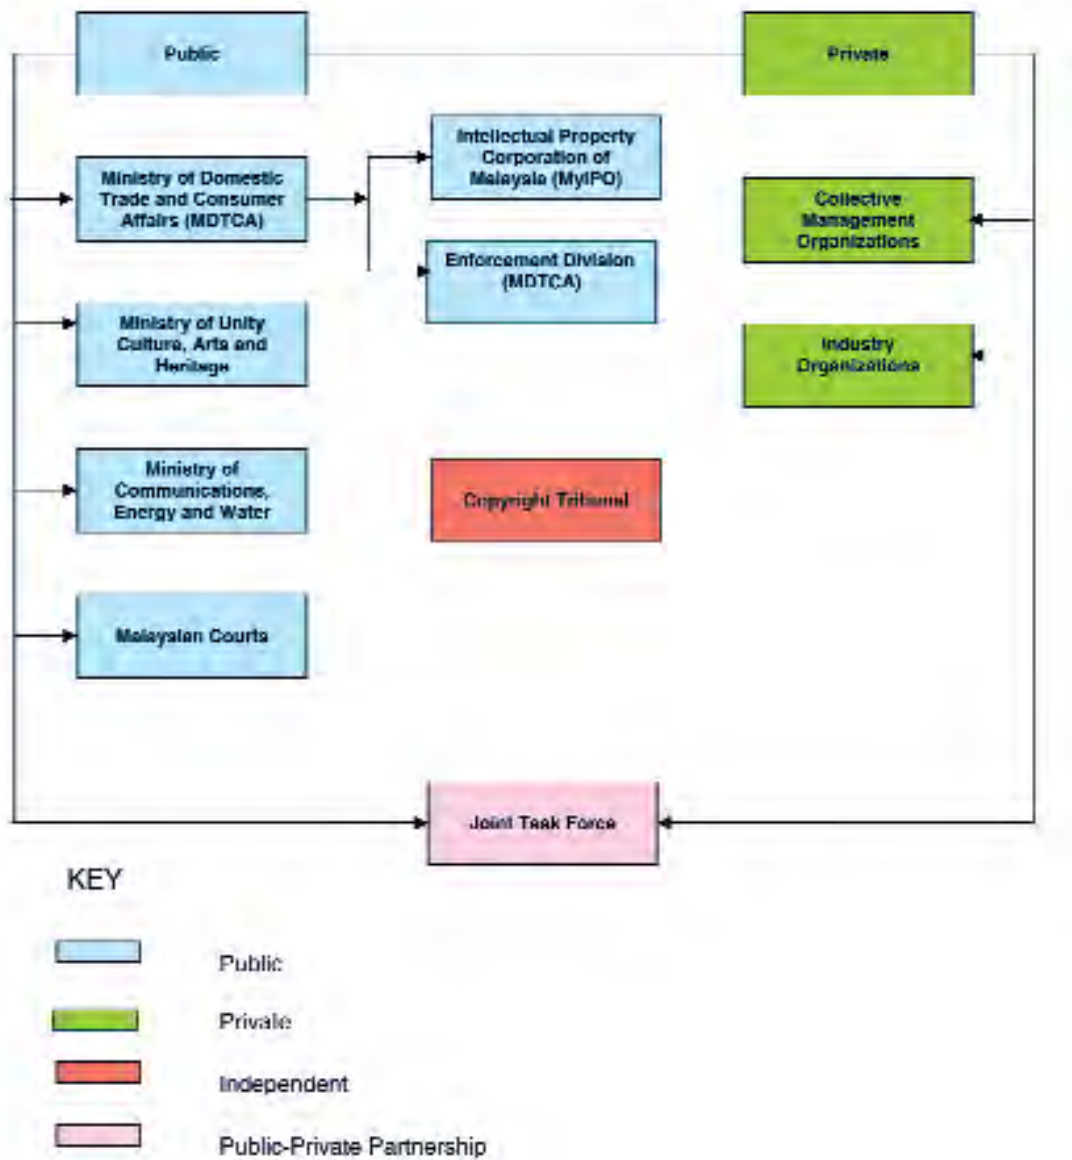 Public
Private
Ministry of Domestic
Trade and Consumer
Affairs (MDTCA)
Intellectual Property
Corporation of
Malaysia (MyIPO)
Enforcement Division
(MDTCA)
Collective
Management
Organizations
Ministry of Unity
Culture, Arts and
Heritage
Industry
Organizations
Ministry of
Communications,
Energy and Water
Copyright Tribunal
Malaysian Courts
Joint Task Force
KEY
Public
Private
Independent
Public-Private Partnership